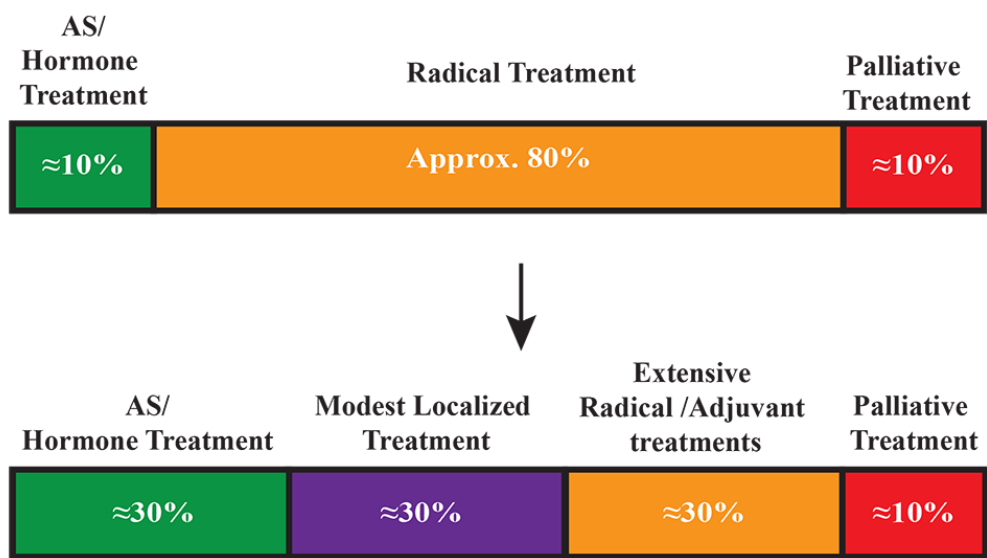 AS/
Hormone
Treatment
Radical Treatment
Palliative
Treatment
≈10%
Approx. 80%
≈10%
AS/
Hormone Treatment
Modest Localized
Treatment
Extensive
Radical /Adjuvant
treatments
Palliative
Treatment
≈30%
≈30%
≈30%
≈10%